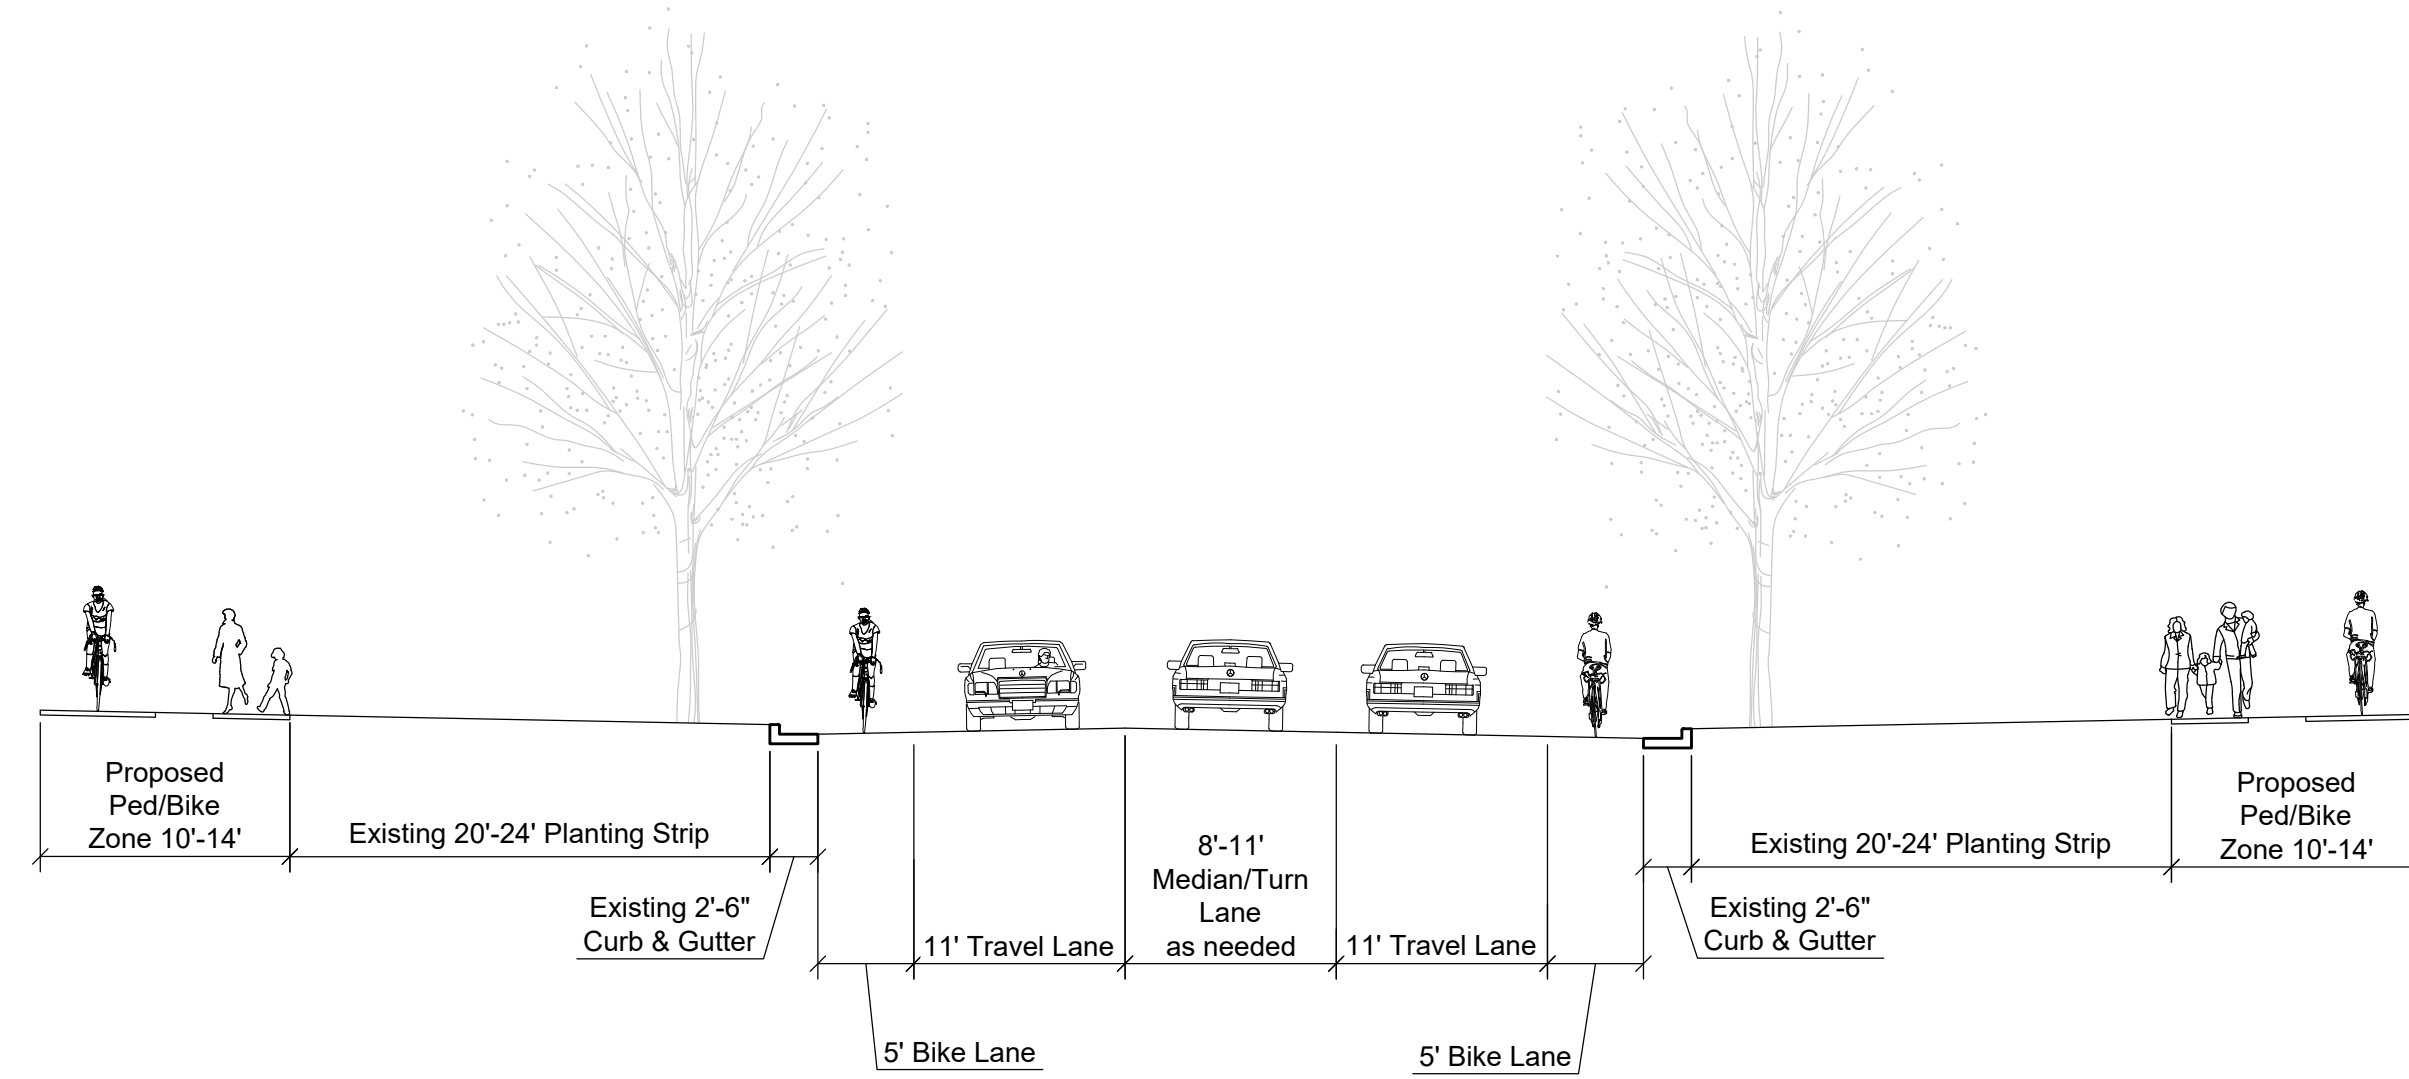 Proposed
Ped/Bike
Zone 10'-14'
Existing 20'-24' Planting Strip
Existing 2'-6"
Curb & Gutter
5' Bike Lane
11' Travel Lane
8'-11'
Median/Turn
Lane
as needed
11' Travel Lane
5' Bike Lane
Existing 2'-6"
Curb & Gutter
Existing 20'-24' Planting Strip
Proposed
Ped/Bike
Zone 10'-14'